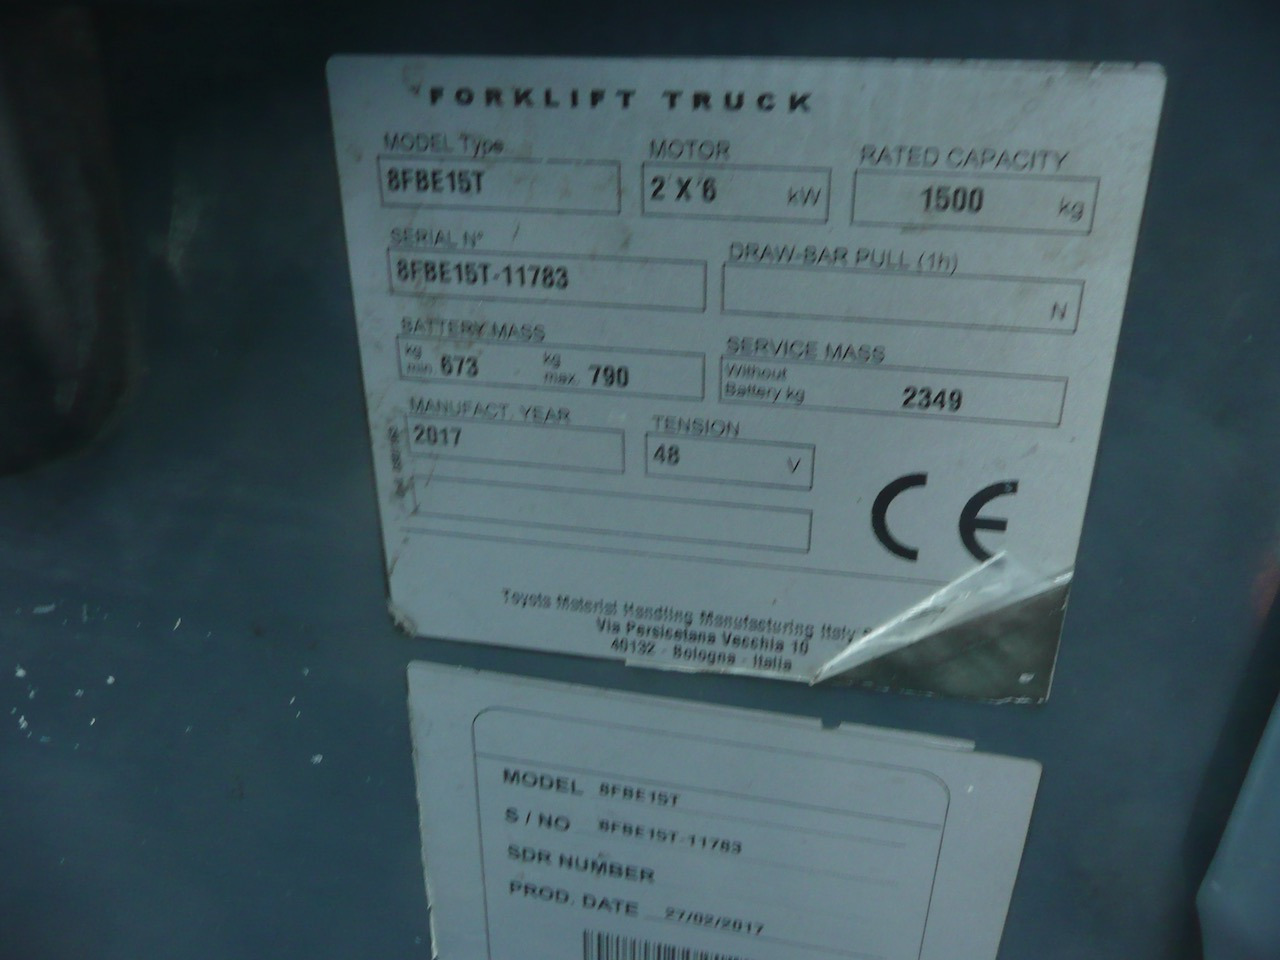 FORKLIFT TRUCK
MODEL Type MOTOR RATED CAPACITY
8FBE15T 2 X 6 kW 1500 kg
SERIAL N° DRAW-BAR PULL (1h)
8FBE15T-11783 N
BATTERY MASS SERVICE MASS
kg min. 673 kg max. 790 Without Battery kg 2349
MANUFACT. YEAR TENSION
2017 48 V
CE
Toyota Material Handling Manufacturing Italy
Via Persicetana Vecchia 10
40132 - Bologna - Italia
MODEL 8FBE15T
S / NO 8FBE15T-11783
SDR NUMBER
PROD. DATE 27/02/2017